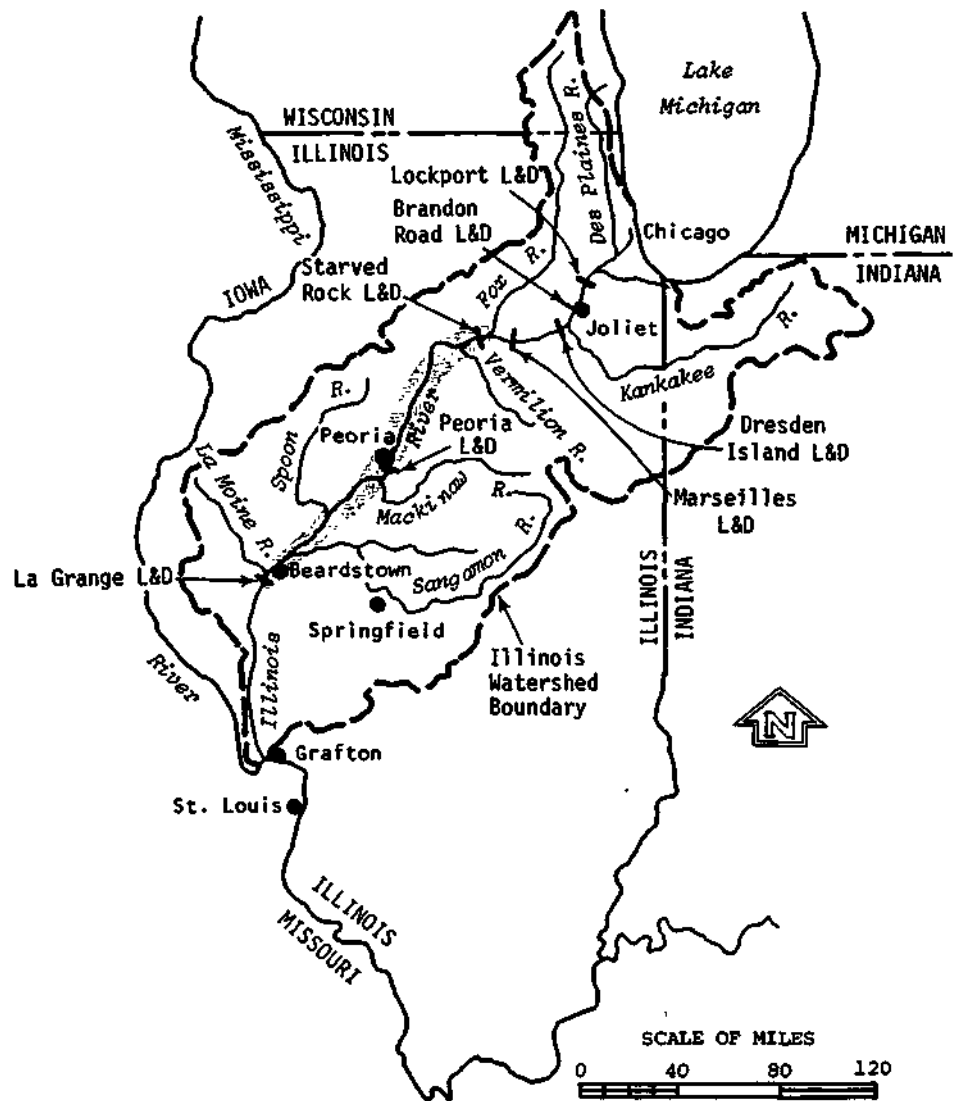 Lake
Michigan
WISCONSIN
ILLINOIS
Mississippi
Des Plaines R.
Lockport L&D
Brandon
Road L&D
Chicago
MICHIGAN
INDIANA
Starved
Rock L&D
IOWA
Fox R.
Joliet
Kankakee R.
Vermilion R.
River
Spoon R.
Peoria
Peoria
L&D
Dresden
Island L&D
La Moine R.
Mackinaw R.
Marseilles
L&D
La Grange L&D
Beardstown
Sangamon R.
Springfield
ILLINOIS
INDIANA
Illinois
Watershed
Boundary
River
Illinois
N
Grafton
St. Louis
ILLINOIS
MISSOURI
SCALE OF MILES
0 40 80 120